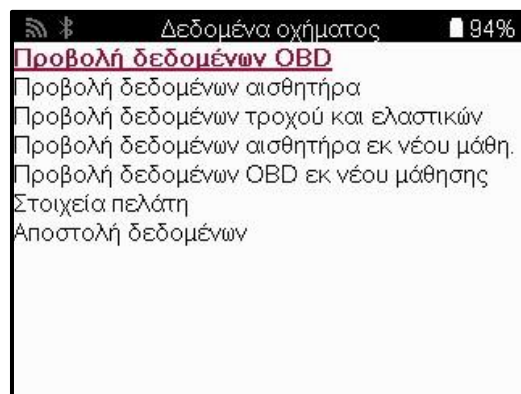 Δεδομένα οχήματος 94%
Προβολή δεδομένων OBD
Προβολή δεδομένων αισθητήρα
Προβολή δεδομένων τροχού και ελαστικών
Προβολή δεδομένων αισθητήρα εκ νέου μάθη.
Προβολή δεδομένων OBD εκ νέου μάθησης
Στοιχεία πελάτη
Αποστολή δεδομένων